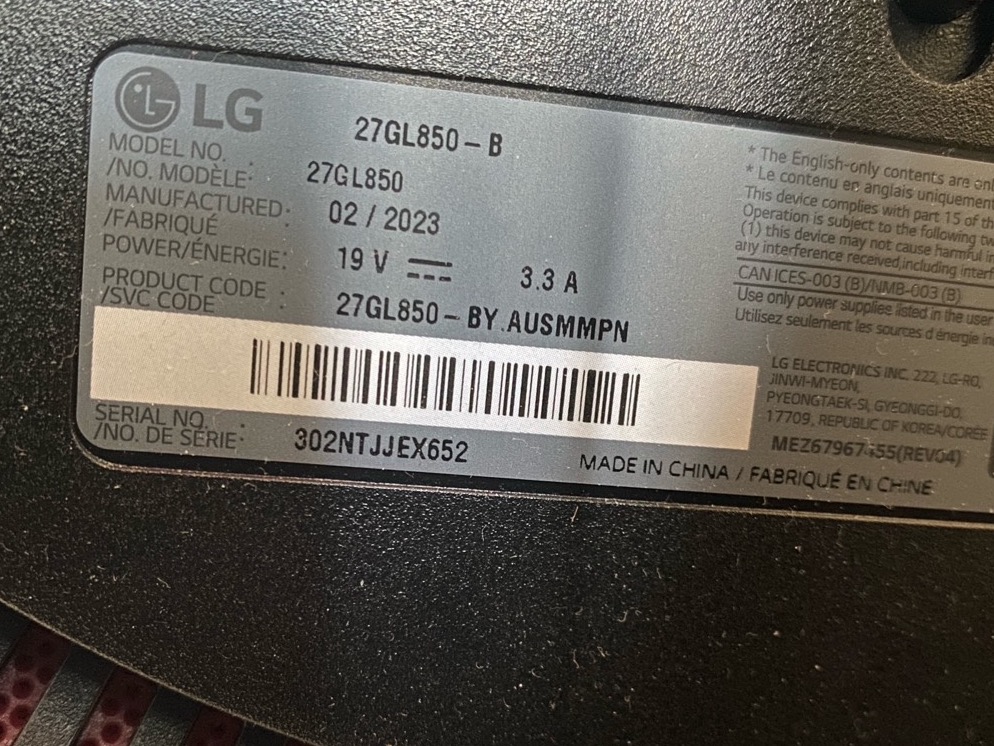 LG
27GL850 - B
MODEL NO. :
/NO. MODÈLE: 27GL850
MANUFACTURED:
/FABRIQUÉ 02 / 2023
POWER/ÉNERGIE: 19 V 3.3 A
PRODUCT CODE :
/SVC CODE 27GL850 - BY.AUSMMPN
SERIAL NO. :
/NO. DE SÉRIE: 302NTJJEX652
MADE IN CHINA / FABRIQUÉ EN CHINE
* The English-only contents are
* Le contenu en anglais uniquement
This device complies with part 15 of
Operation is subject to the following
(1) this device may not cause harmful
any interference received,including
CAN ICES-003 (B)/NMB-003 (B)
Use only power supplies listed in the user
Utilisez seulement les sources d'énergie
LG ELECTRONICS INC. 222, LG-RO,
JINWI-MYEON,
PYEONGTAEK-SI, GYEONGGI-DO,
17709, REPUBLIC OF KOREA/CORÉE